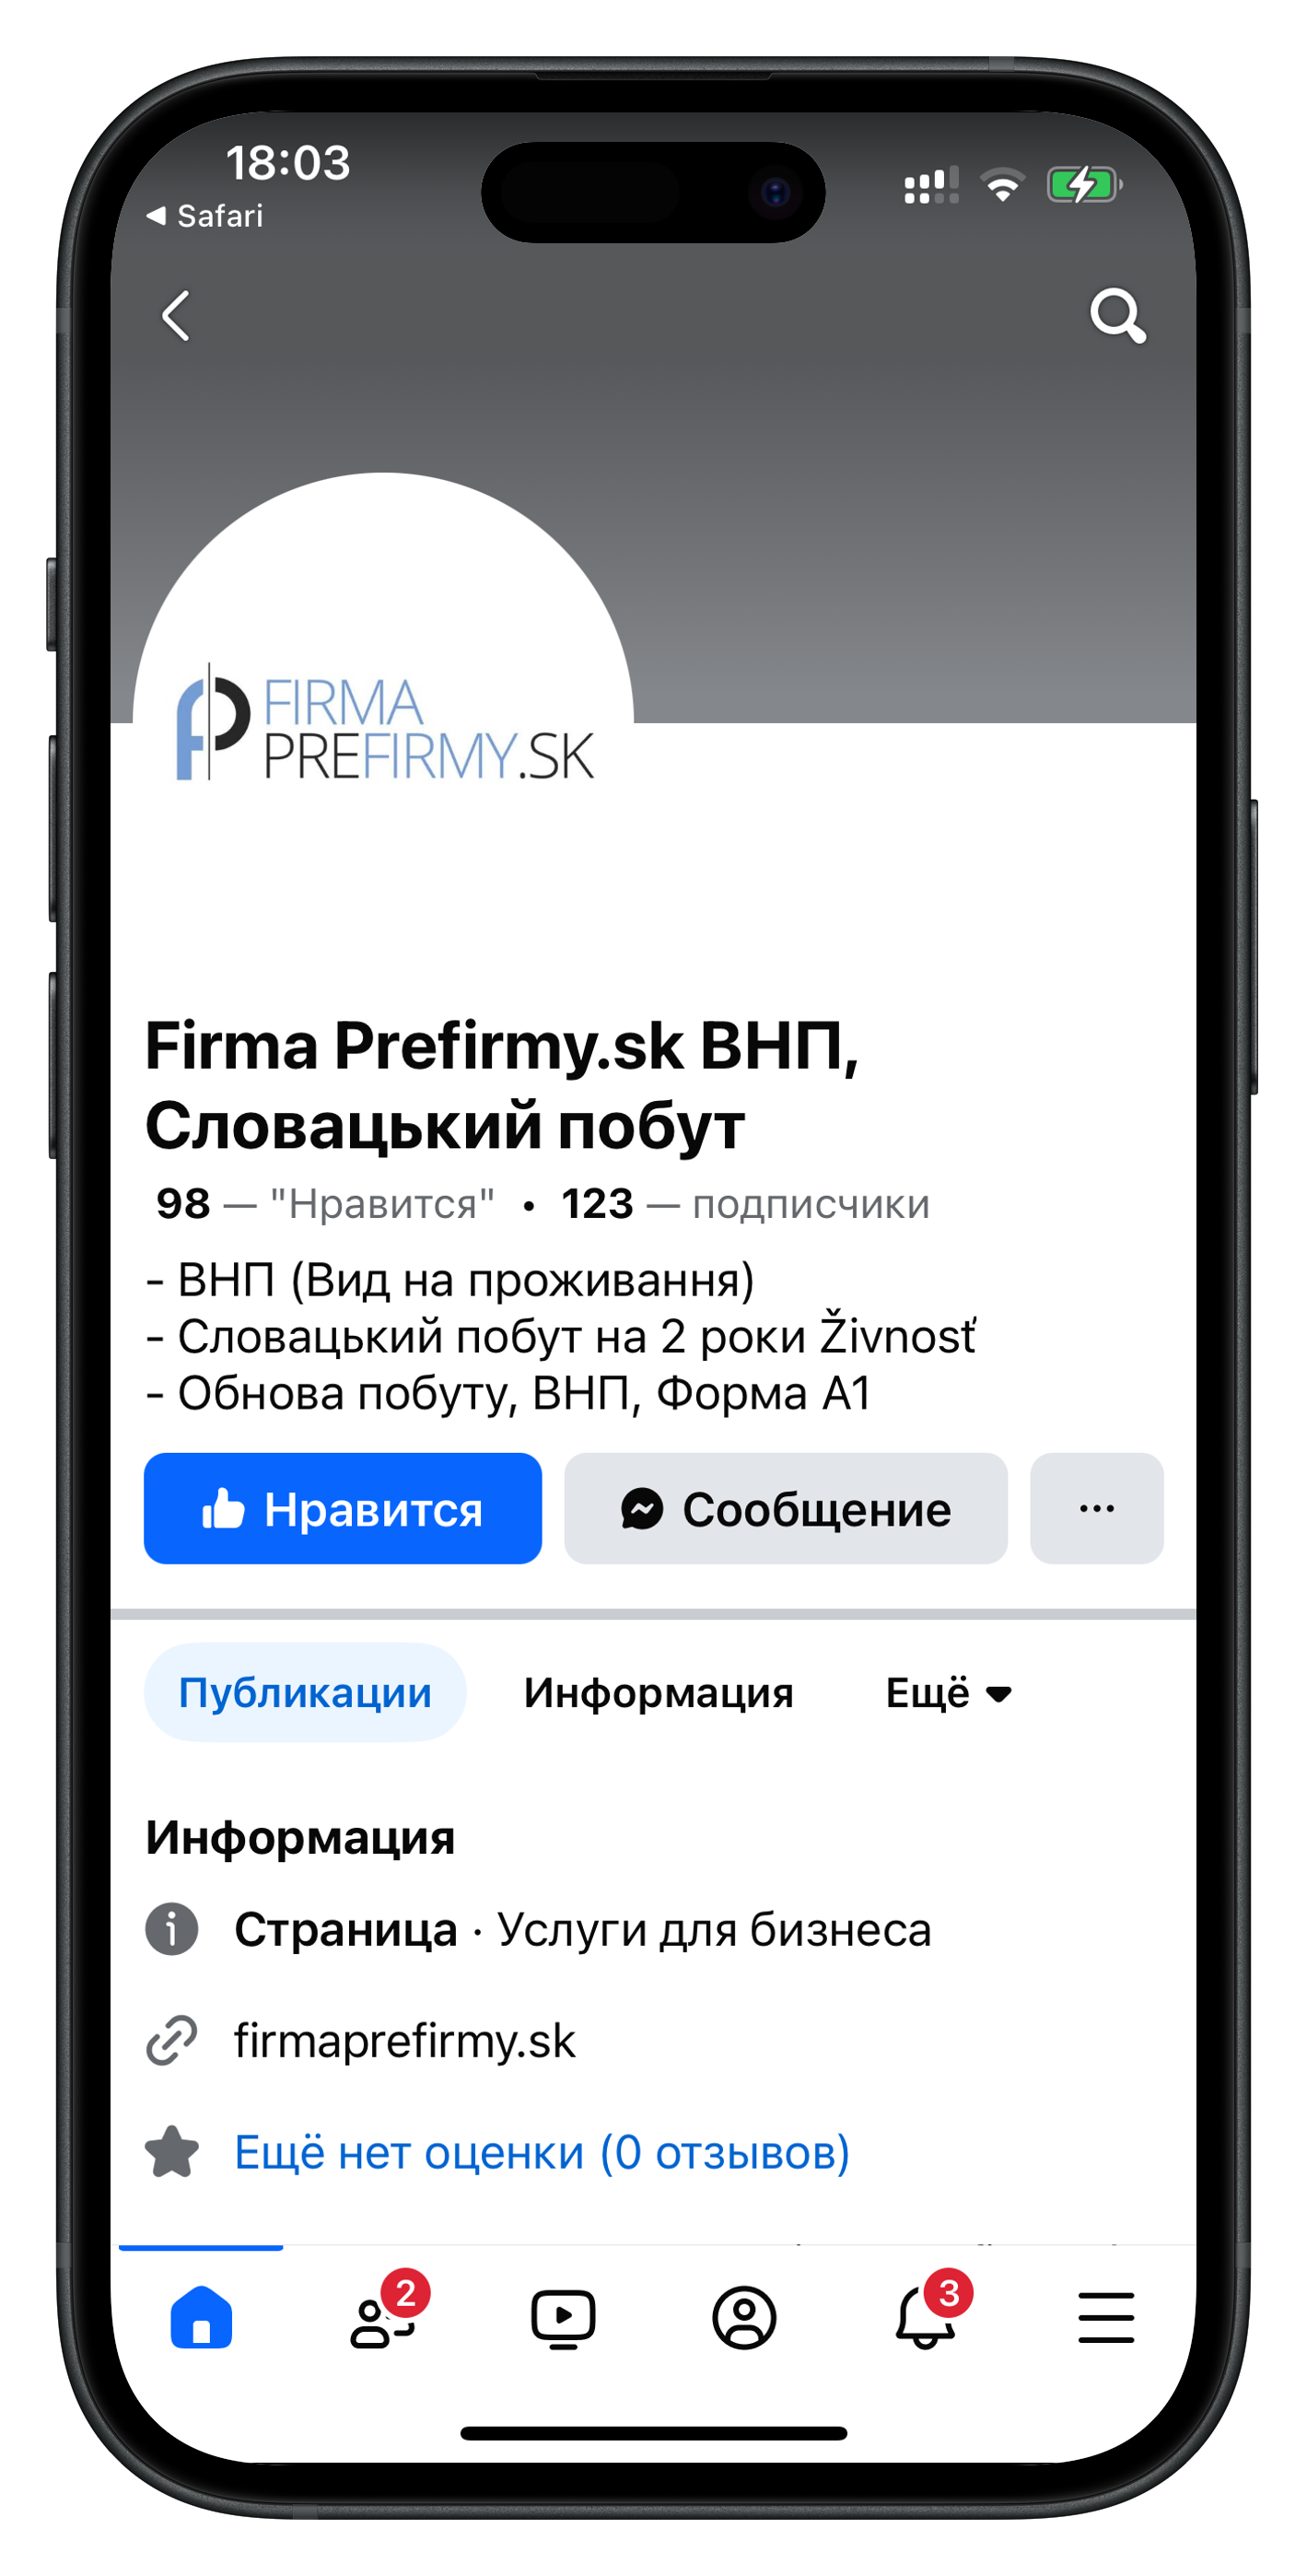 18:03
◀ Safari
FIRMA
PREFIRMY.SK
Firma Prefirmy.sk ВНП,
Словацький побут
98 — "Нравится" • 123 — подписчики
- ВНП (Вид на проживання)
- Словацький побут на 2 роки Živnosť
- Обнова побуту, ВНП, Форма А1
Нравится Сообщение ...
Публикации Информация Ещё
Информация
Страница · Услуги для бизнеса
firmaprefirmy.sk
Ещё нет оценки (0 отзывов)
2 3